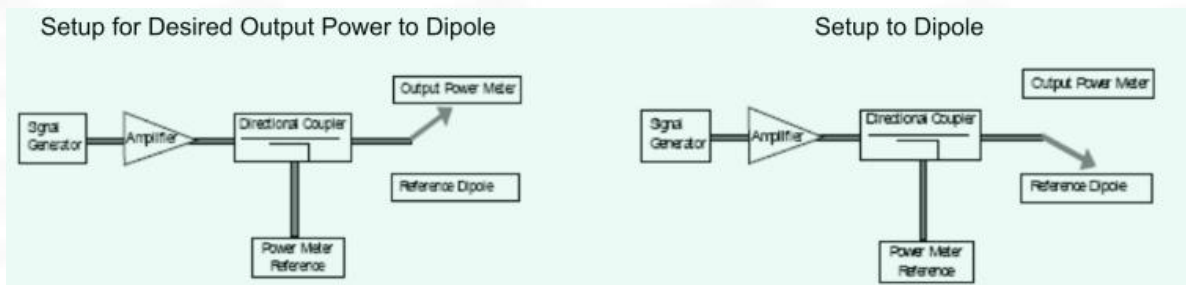 Setup for Desired Output Power to Dipole
Output Power Meter
Signal
Generator
Amplifier
Directional Coupler
Reference Dipole
Power Meter
Reference
Setup to Dipole
Output Power Meter
Signal
Generator
Amplifier
Directional Coupler
Reference Dipole
Power Meter
Reference